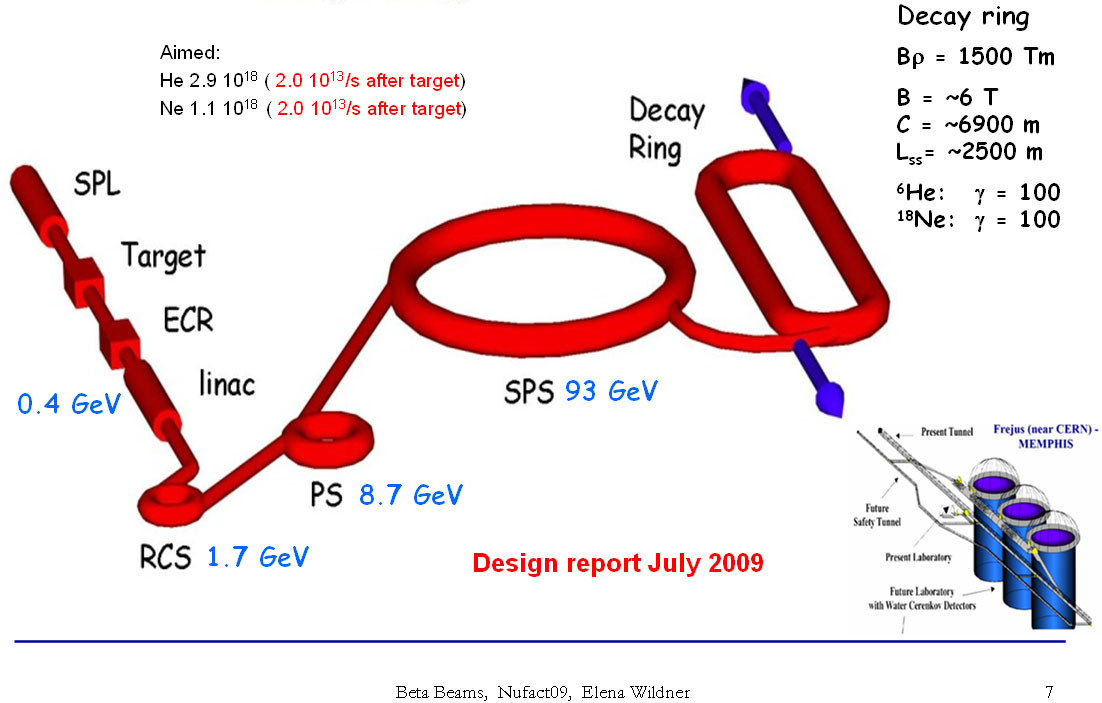 Aimed:
He 2.9 10¹⁸ ( 2.0 10¹³/s after target)
Ne 1.1 10¹⁸ ( 2.0 10¹³/s after target)
Decay ring
Bρ = 1500 Tm
B = ~6 T
C = ~6900 m
Lss= ~2500 m
⁶He: γ = 100
¹⁸Ne: γ = 100
Decay
Ring
SPL
Target
ECR
linac
0.4 GeV
SPS 93 GeV
PS 8.7 GeV
RCS 1.7 GeV
Design report July 2009
Frejus (near CERN) -
MEMPHIS
Present Tunnel
Future
Safety Tunnel
Present Laboratory
Future Laboratory
with Water Cerenkov Detectors
Beta Beams, Nufact09, Elena Wildner
7